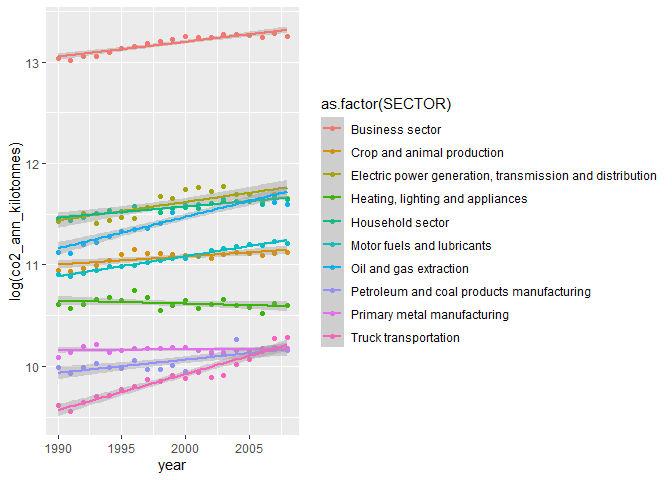 13
12
11
10
log(co2_ann_kilotonnes)
1990
1995
2000
2005
year
as.factor(SECTOR)
Business sector
Crop and animal production
Electric power generation, transmission and distribution
Heating, lighting and appliances
Household sector
Motor fuels and lubricants
Oil and gas extraction
Petroleum and coal products manufacturing
Primary metal manufacturing
Truck transportation